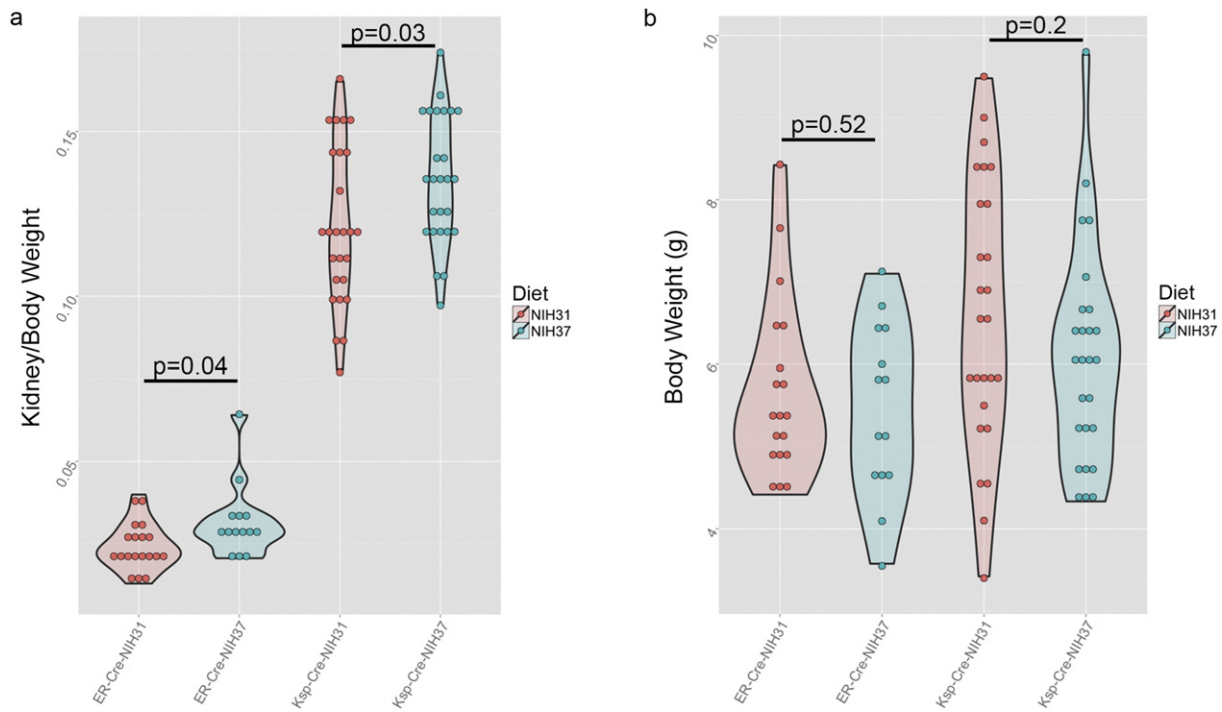 a
p=0.03
0.15
p=0.04
0.10
0.05
Kidney/Body Weight
Diet
NIH31
NIH37
ER-Cre-NIH31
ER-Cre-NIH37
Ksp-Cre-NIH31
Ksp-Cre-NIH37
b
p=0.2
10
p=0.52
8
6
4
Body Weight (g)
Diet
NIH31
NIH37
ER-Cre-NIH31
ER-Cre-NIH37
Ksp-Cre-NIH31
Ksp-Cre-NIH37